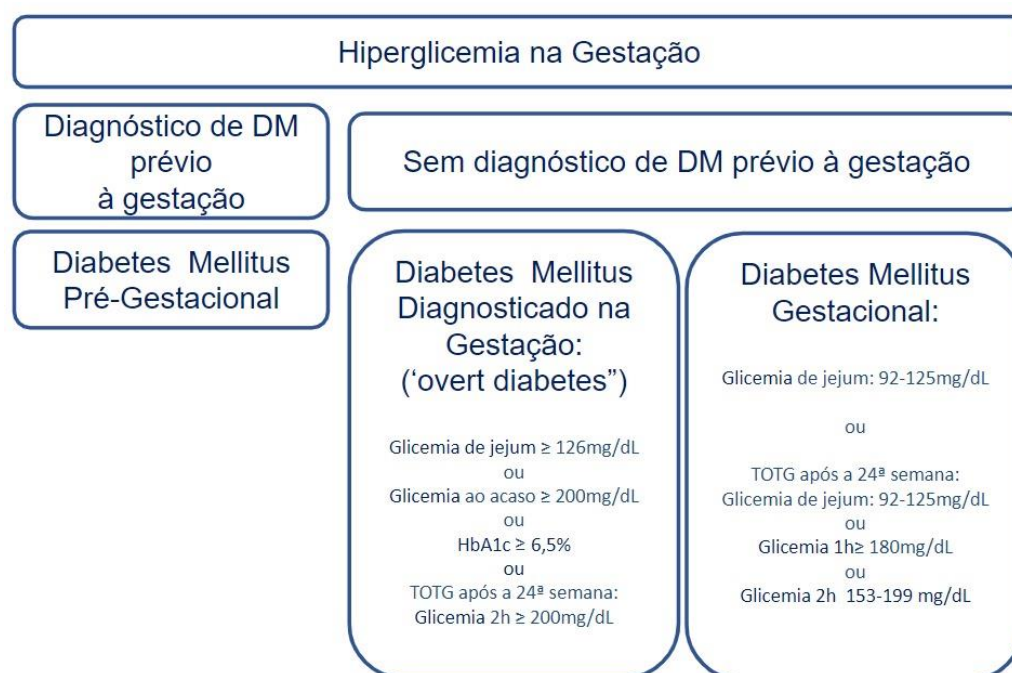 Hiperglicemia na Gestação
Diagnóstico de DM
prévio
à gestação
Sem diagnóstico de DM prévio à gestação
Diabetes Mellitus
Pré-Gestacional
Diabetes Mellitus
Diagnosticado na
Gestação:
(‘overt diabetes”)
Glicemia de jejum ≥ 126mg/dL
ou
Glicemia ao acaso ≥ 200mg/dL
ou
HbA1c ≥ 6,5%
ou
TOTG após a 24ª semana:
Glicemia 2h ≥ 200mg/dL
Diabetes Mellitus
Gestacional:
Glicemia de jejum: 92-125mg/dL
ou
TOTG após a 24ª semana:
Glicemia de jejum: 92-125mg/dL
ou
Glicemia 1h≥ 180mg/dL
ou
Glicemia 2h 153-199 mg/dL